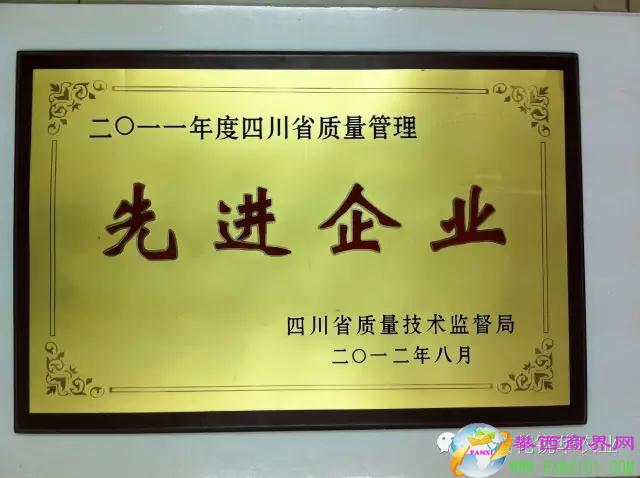 二〇一一年度四川省质量管理
先进企业
四川省质量技术监督局
二〇一二年八月
攀西商界网
PANXI